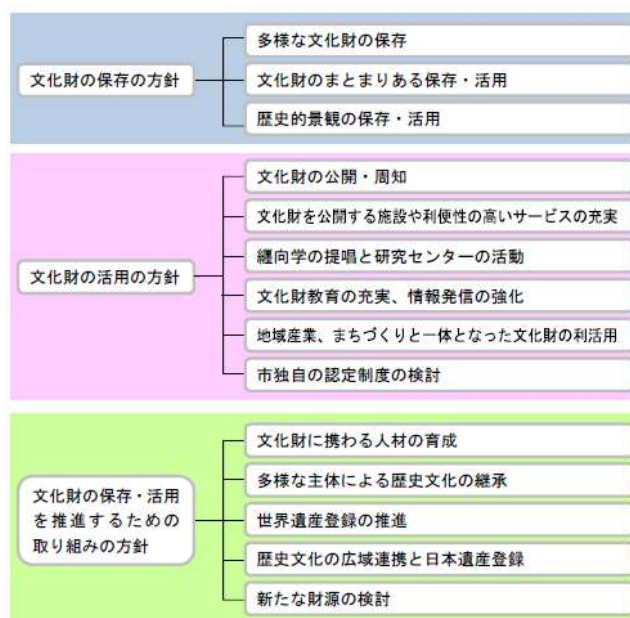 文化財の保存の方針
多様な文化財の保存
文化財のまとまりある保存・活用
歴史的景観の保存・活用
文化財の活用の方針
文化財の公開・周知
文化財を公開する施設や利便性の高いサービスの充実
纒向学の提唱と研究センターの活動
文化財教育の充実、情報発信の強化
地域産業、まちづくりと一体となった文化財の利活用
市独自の認定制度の検討
文化財の保存・活用
を推進するための
取り組みの方針
文化財に携わる人材の育成
多様な主体による歴史文化の継承
世界遺産登録の推進
歴史文化の広域連携と日本遺産登録
新たな財源の検討